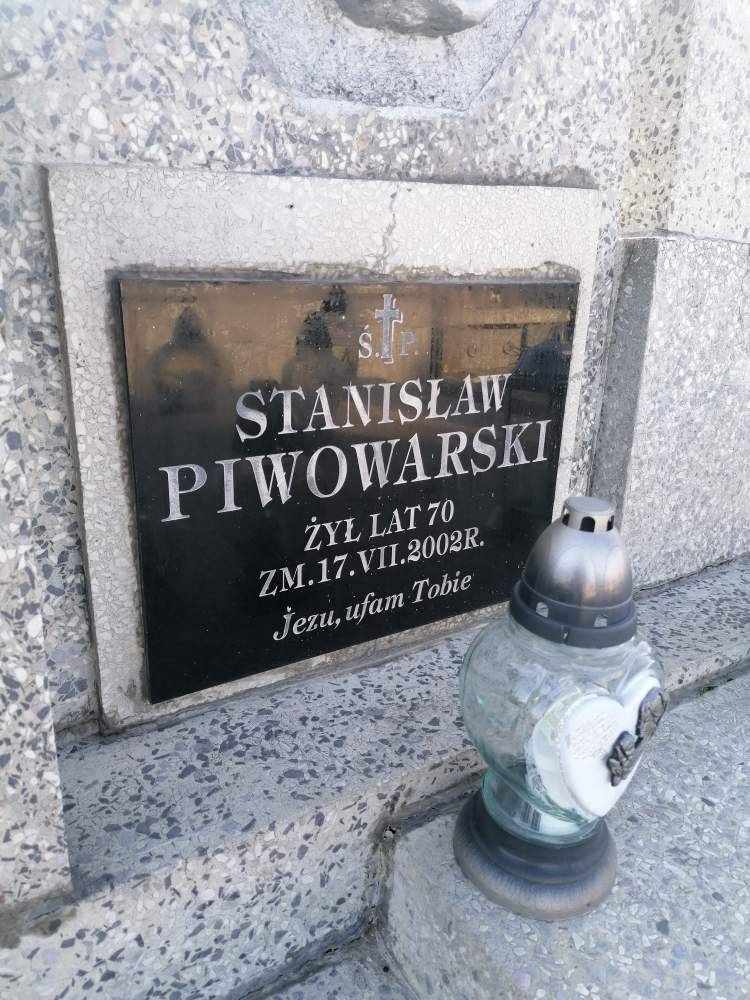 Ś.P.
STANISŁAW
PIWOWARSKI
ŻYŁ LAT 70
ZM.17.VII.2002R.
Jezu, ufam Tobie